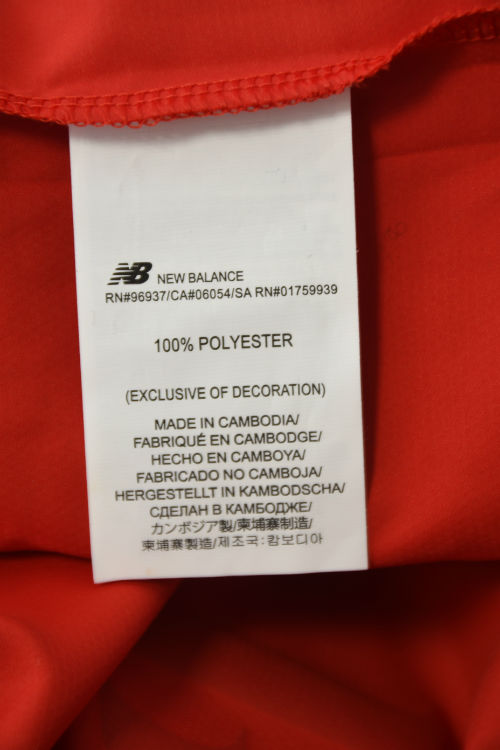 NB NEW BALANCE
RN#96937/CA#06054/SA RN#01759939
100% POLYESTER
(EXCLUSIVE OF DECORATION)
MADE IN CAMBODIA/
FABRIQUÉ EN CAMBODGE/
HECHO EN CAMBOYA/
FABRICADO NO CAMBOJA/
HERGESTELLT IN KAMBODSCHA/
СДЕЛАН В КАМБОДЖЕ/
カンボジア製/柬埔寨制造/
柬埔寨製造/제조국:캄보디아